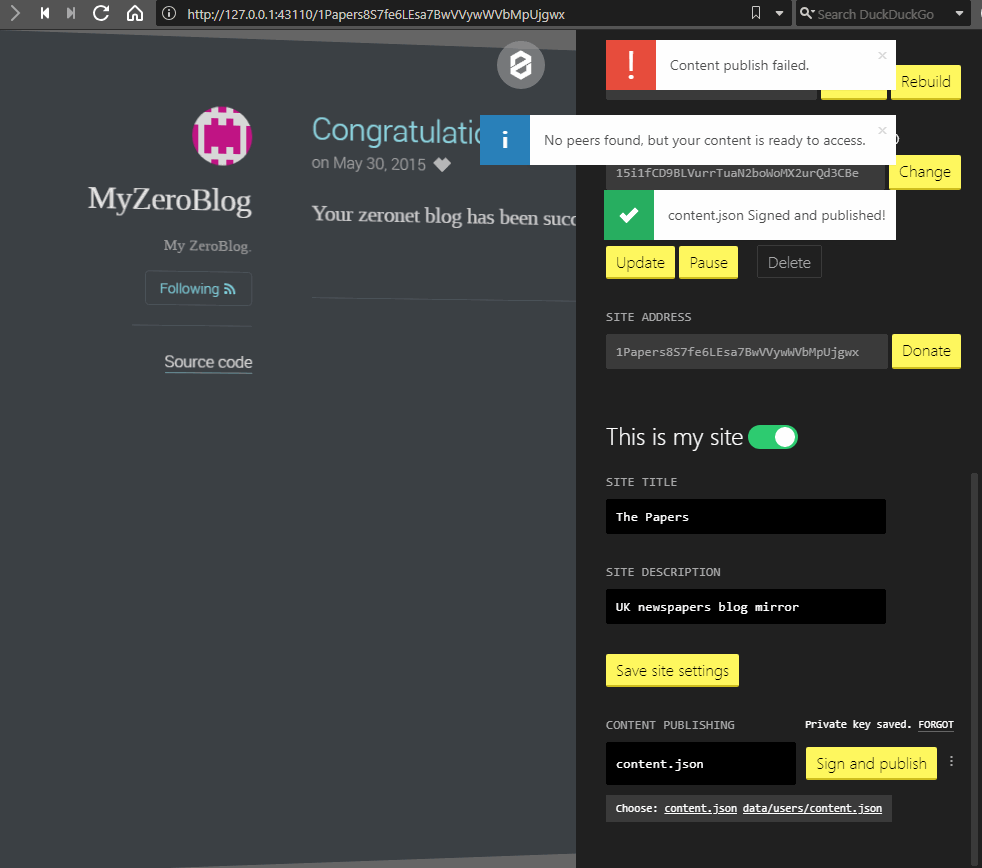 http://127.0.0.1:43110/1Papers8S7fe6LEsa7BwVVywWVbMpUjgwx
Search DuckDuckGo
Content publish failed.
Rebuild
No peers found, but your content is ready to access.
15i1fCD9BLVurrTuaN2boWoMX2urQd3CBe
Change
content.json Signed and published!
Update
Pause
Delete
SITE ADDRESS
1Papers8S7fe6LEsa7BwVVywWVbMpUjgwx
Donate
This is my site
SITE TITLE
The Papers
SITE DESCRIPTION
UK newspapers blog mirror
Save site settings
CONTENT PUBLISHING
Private key saved. FORGOT
content.json
Sign and publish
Choose: content.json data/users/content.json
MyZeroBlog
My ZeroBlog.
Following
Source code
Congratulatio
on May 30, 2015
Your zeronet blog has been succ